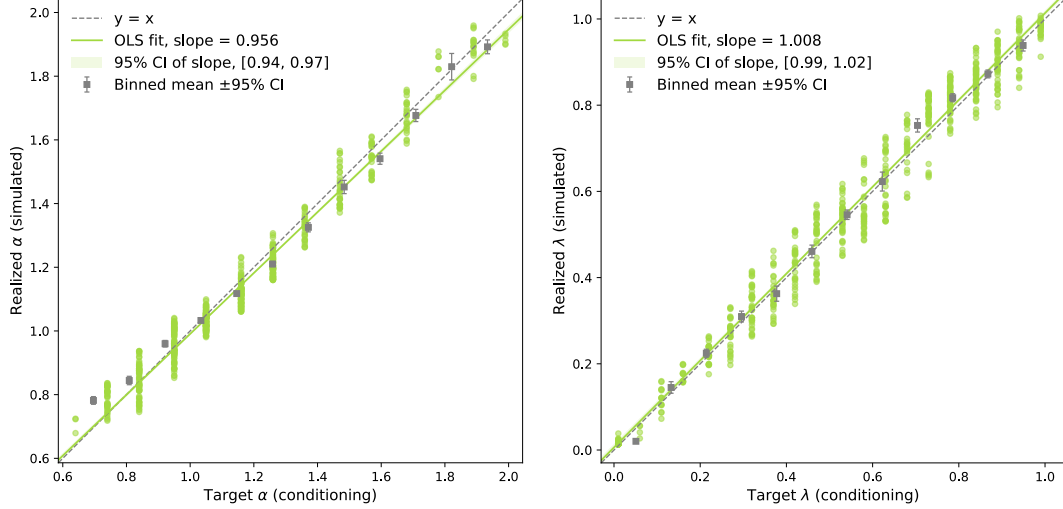 y = x
OLS fit, slope = 0.956
95% CI of slope, [0.94, 0.97]
Binned mean ±95% CI
Realized α (simulated)
2.0
1.8
1.6
1.4
1.2
1.0
0.8
0.6
0.6 0.8 1.0 1.2 1.4 1.6 1.8 2.0
Target α (conditioning)
y = x
OLS fit, slope = 1.008
95% CI of slope, [0.99, 1.02]
Binned mean ±95% CI
Realized λ (simulated)
1.0
0.8
0.6
0.4
0.2
0.0
0.0 0.2 0.4 0.6 0.8 1.0
Target λ (conditioning)